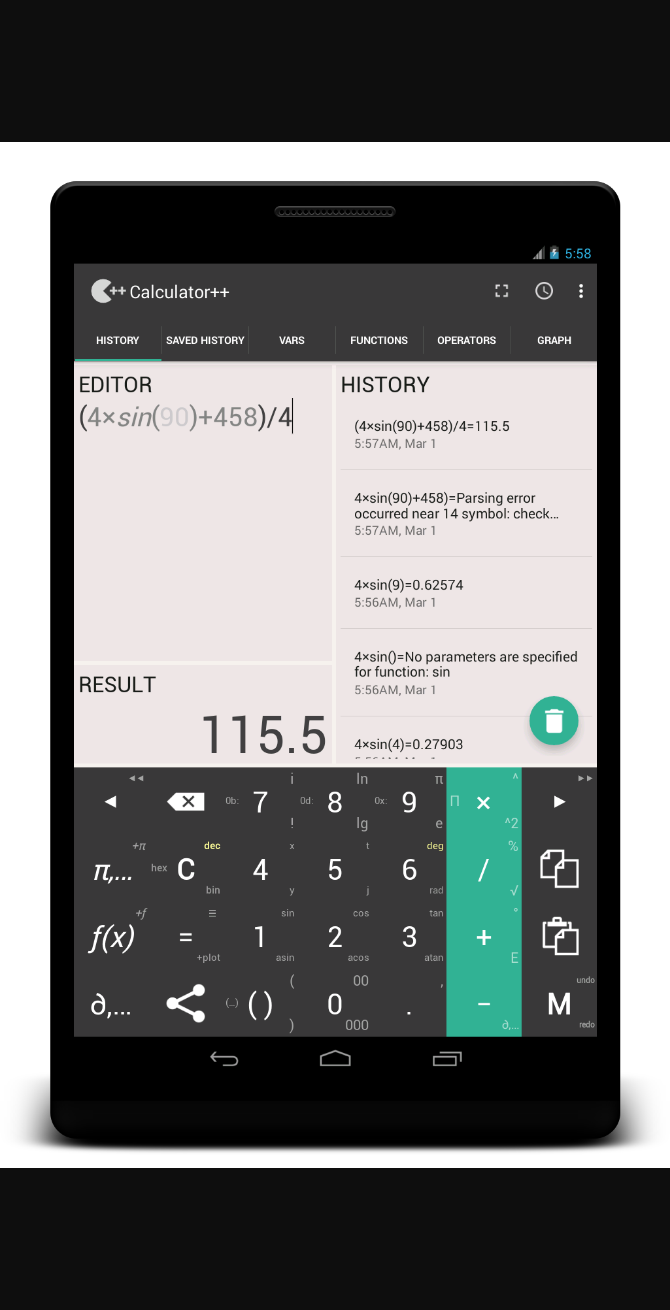 5:58
++ Calculator++
HISTORY SAVED HISTORY VARS FUNCTIONS OPERATORS GRAPH
EDITOR
(4×sin(90)+458)/4
RESULT
115.5
HISTORY
(4×sin(90)+458)/4=115.5
5:57AM, Mar 1
4×sin(90)+458)=Parsing error
occurred near 14 symbol: check…
5:57AM, Mar 1
4×sin(9)=0.62574
5:56AM, Mar 1
4×sin()=No parameters are specified
for function: sin
5:56AM, Mar 1
4×sin(4)=0.27903
◂◂ i ln π ^ ▸▸
◀ 0b: 7 0d: 8 0x: 9 Π × ▶
! lg e ^2
+π dec x t deg %
π,… hex C 4 5 6 /
bin y j rad √
+ƒ ☰ sin cos tan °
f(x) = 1 2 3 +
+plot asin acos atan E
( 00 , undo
∂,… (…) ( ) 0 . − M
) 000 ∂,… redo